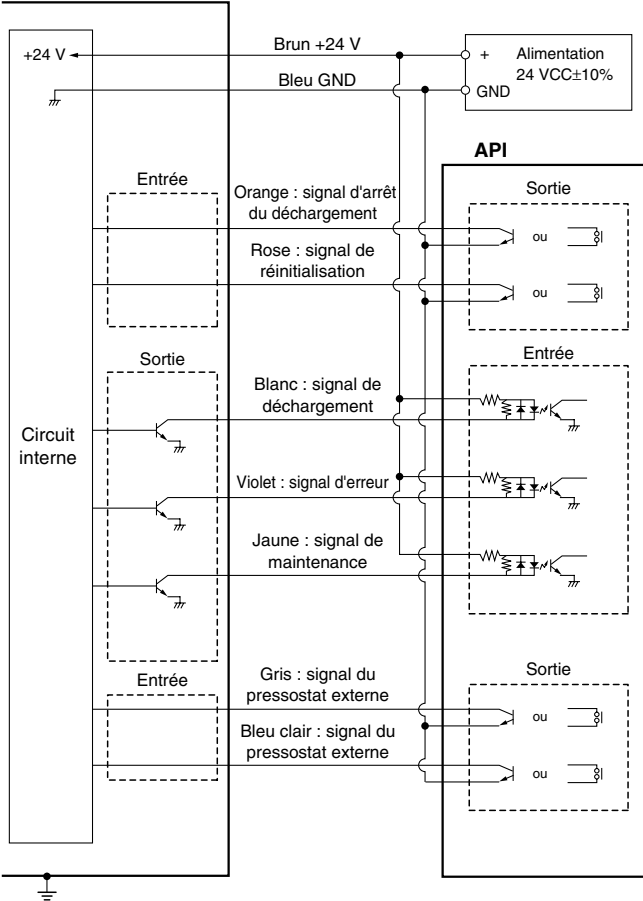 +24 V
Brun +24 V
Bleu GND
+
GND
Alimentation
24 VCC±10%
API
Entrée
Orange : signal d'arrêt
du déchargement
Rose : signal de
réinitialisation
Sortie
ou
ou
Sortie
Blanc : signal de
déchargement
Violet : signal d'erreur
Jaune : signal de
maintenance
Entrée
Circuit
interne
Entrée
Gris : signal du
pressostat externe
Bleu clair : signal du
pressostat externe
Sortie
ou
ou